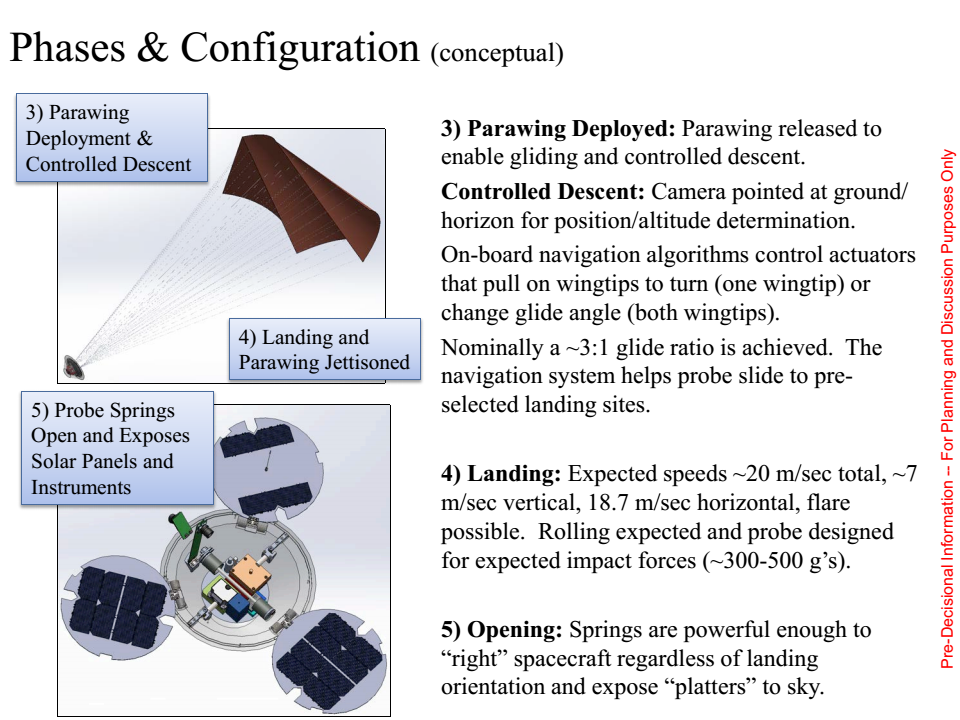 Phases & Configuration (conceptual)
3) Parawing
Deployment &
Controlled Descent
4) Landing and
Parawing Jettisoned
5) Probe Springs
Open and Exposes
Solar Panels and
Instruments
3) Parawing Deployed: Parawing released to
enable gliding and controlled descent.
Controlled Descent: Camera pointed at ground/
horizon for position/altitude determination.
On-board navigation algorithms control actuators
that pull on wingtips to turn (one wingtip) or
change glide angle (both wingtips).
Nominally a ~3:1 glide ratio is achieved.  The
navigation system helps probe slide to pre-
selected landing sites.
4) Landing: Expected speeds ~20 m/sec total, ~7
m/sec vertical, 18.7 m/sec horizontal, flare
possible.  Rolling expected and probe designed
for expected impact forces (~300-500 g’s).
5) Opening: Springs are powerful enough to
“right” spacecraft regardless of landing
orientation and expose “platters” to sky.
Pre-Decisional Information -- For Planning and Discussion Purposes Only